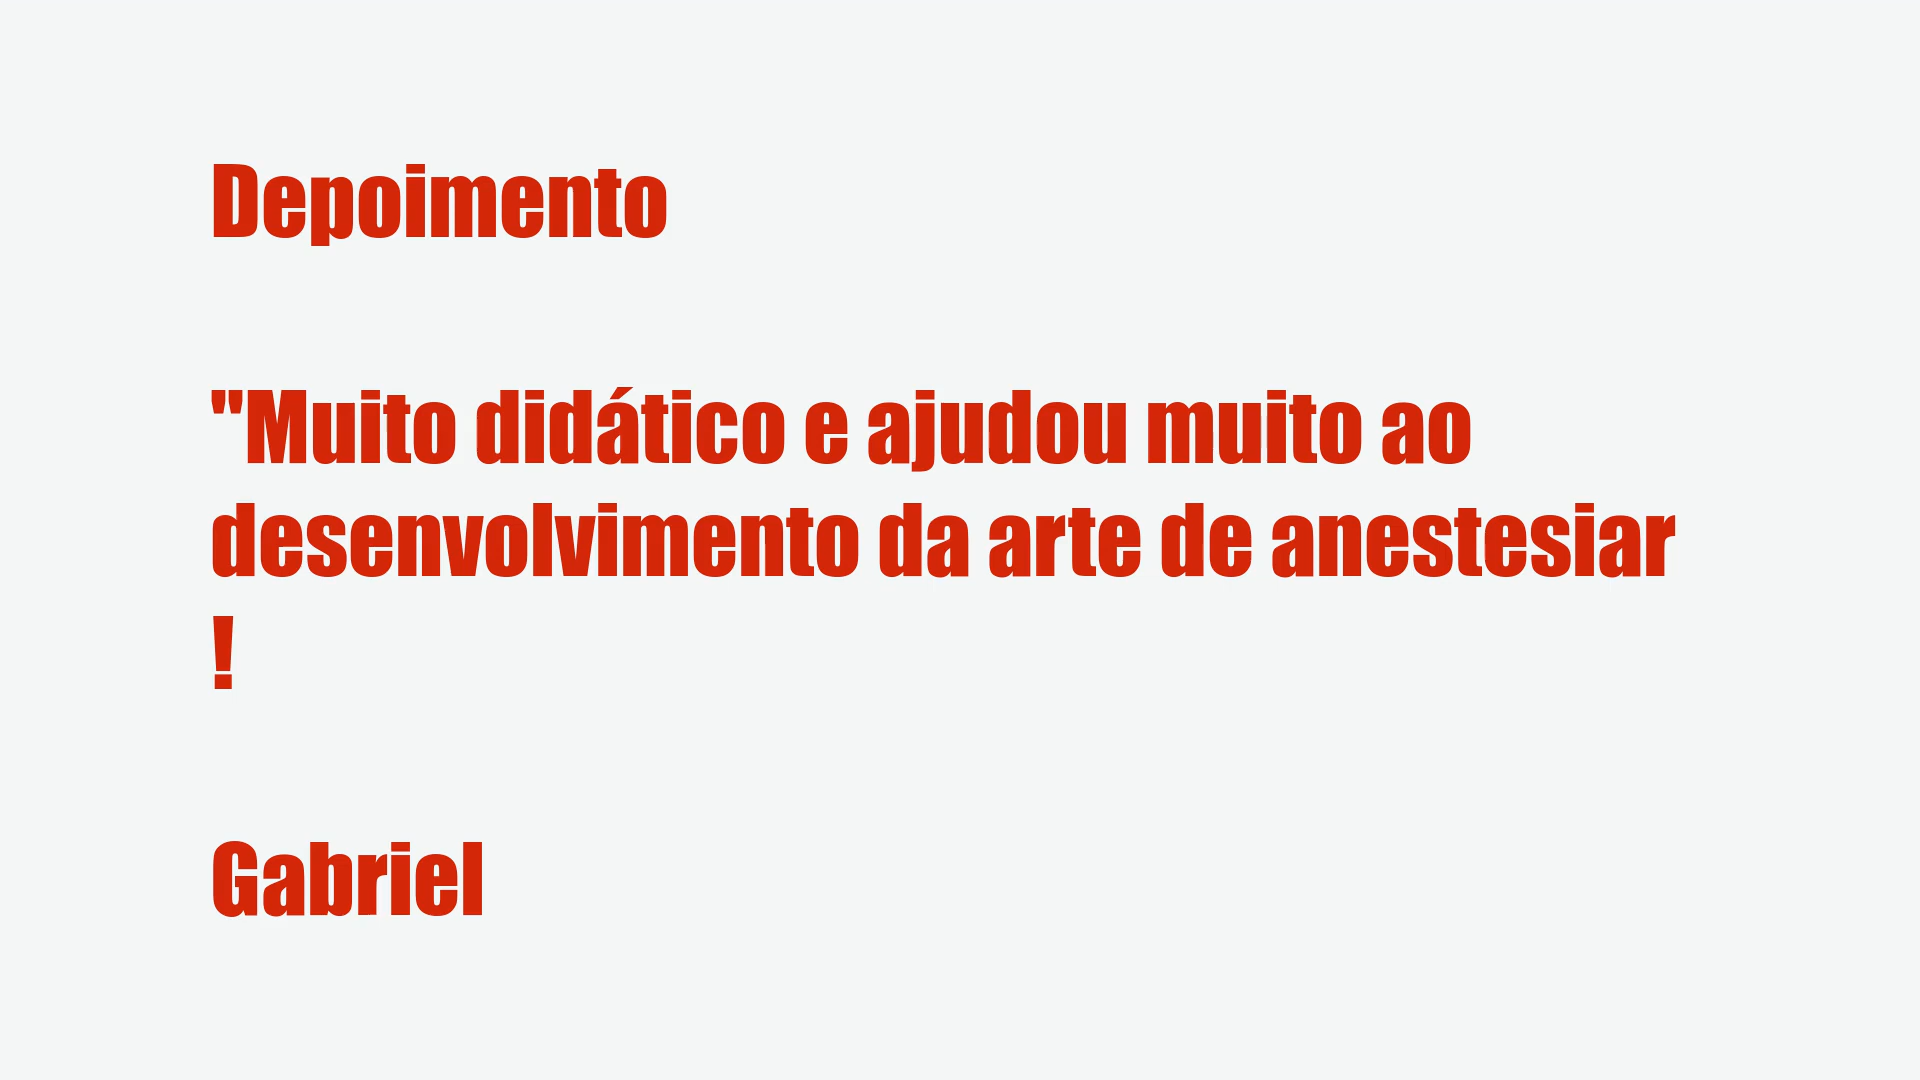 Depoimento
"Muito didático e ajudou muito ao
desenvolvimento da arte de anestesiar
!
Gabriel